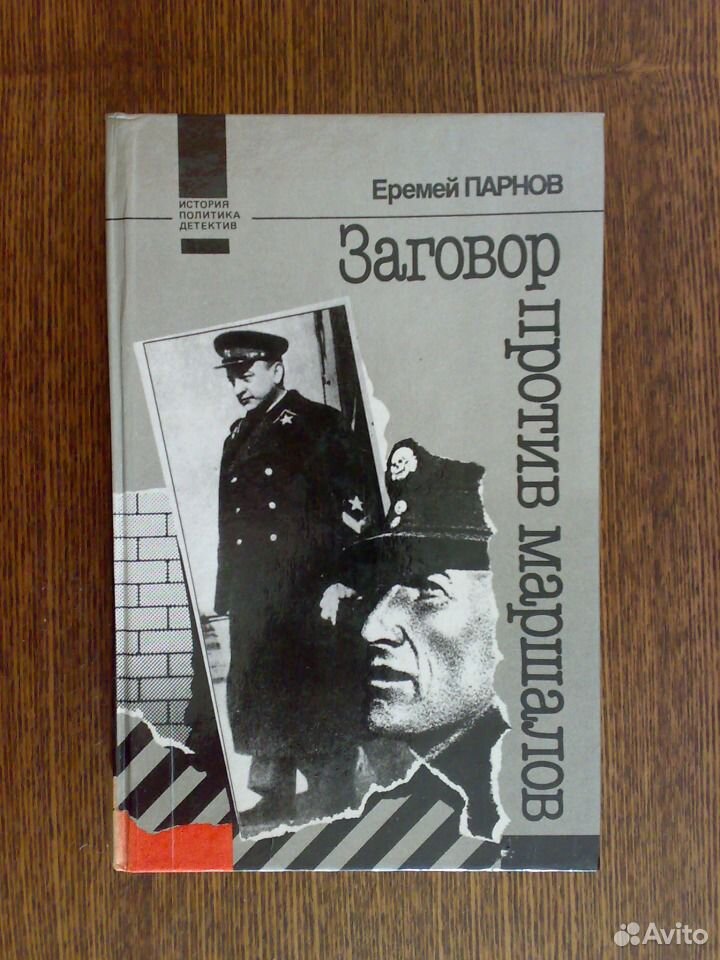 Еремей ПАРНОВ
ИСТОРИЯ
ПОЛИТИКА
ДЕТЕКТИВ
Заговор
против маршалов
Avito